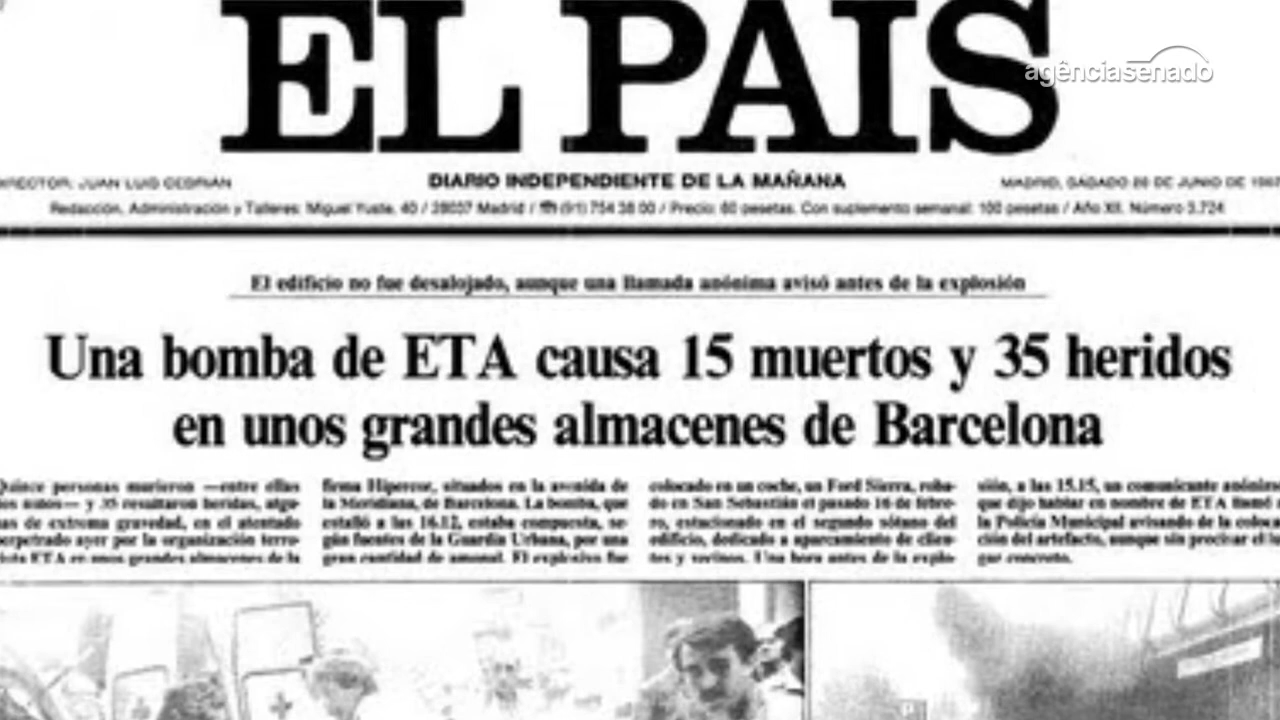 EL PAIS
agênciasenado
DIRECTOR: JUAN LUIS CEBRIÁN
DIARIO INDEPENDIENTE DE LA MAÑANA
MADRID, SÁBADO 20 DE JUNIO DE 1987
Redacción, Administración y Talleres: Miguel Yuste, 40 / 28037 Madrid / ☎ (91) 754 38 00 / Precio: 60 pesetas. Con suplemento semanal: 100 pesetas / Año XII. Número 3.724
El edificio no fue desalojado, aunque una llamada anónima avisó antes de la explosión
Una bomba de ETA causa 15 muertos y 35 heridos
en unos grandes almacenes de Barcelona
Quince personas murieron —entre ellas
dos niños— y 35 resultaron heridas, algu-
nas de extrema gravedad, en el atentado
perpetrado ayer por la organización terro-
rista ETA en unos grandes almacenes de la
firma Hipercor, situados en la avenida de
la Meridiana, de Barcelona. La bomba, que
estalló a las 16.12, estaba compuesta, se-
gún fuentes de la Guardia Urbana, por una
gran cantidad de amonal. El explosivo fue
colocado en un coche, un Ford Sierra, roba-
do en San Sebastián el pasado 16 de febre-
ro, estacionado en el segundo sótano del
edificio, dedicado a aparcamiento de clien-
tes y vecinos. Una hora antes de la explo-
sión, a las 15.15, un comunicante anónimo
que dijo hablar en nombre de ETA llamó a
la Policía Municipal avisando de la coloca-
ción del artefacto, aunque sin precisar el lu-
gar concreto.